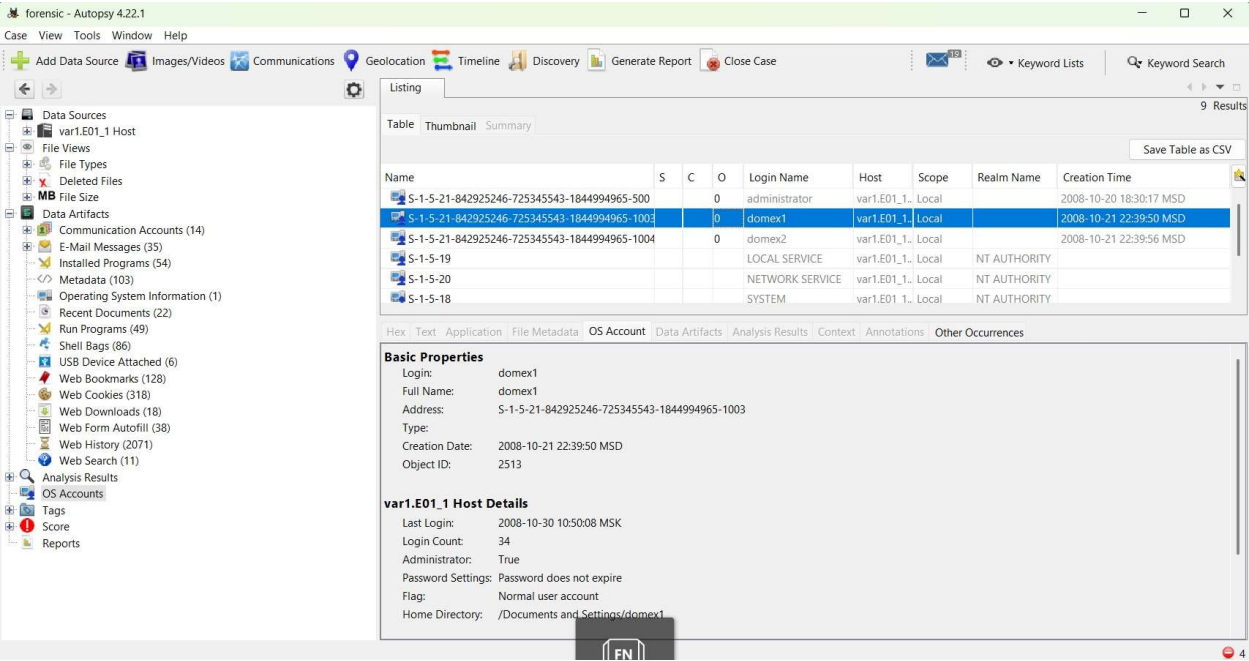 forensic - Autopsy 4.22.1
Case View Tools Window Help
Add Data Source Images/Videos Communications Geolocation Timeline Discovery Generate Report Close Case 19 Keyword Lists Keyword Search
Listing
9 Results
Table Thumbnail Summary
Save Table as CSV
Data Sources
var1.E01_1 Host
File Views
File Types
Deleted Files
MB File Size
Data Artifacts
Communication Accounts (14)
E-Mail Messages (35)
Installed Programs (54)
Metadata (103)
Operating System Information (1)
Recent Documents (22)
Run Programs (49)
Shell Bags (86)
USB Device Attached (6)
Web Bookmarks (128)
Web Cookies (318)
Web Downloads (18)
Web Form Autofill (38)
Web History (2071)
Web Search (11)
Analysis Results
OS Accounts
Tags
Score
Reports
Name S C O Login Name Host Scope Realm Name Creation Time
S-1-5-21-842925246-725345543-1844994965-500 0 administrator var1.E01_1... Local 2008-10-20 18:30:17 MSD
S-1-5-21-842925246-725345543-1844994965-1003 0 domex1 var1.E01_1... Local 2008-10-21 22:39:50 MSD
S-1-5-21-842925246-725345543-1844994965-1004 0 domex2 var1.E01_1... Local 2008-10-21 22:39:56 MSD
S-1-5-19 LOCAL SERVICE var1.E01_1... Local NT AUTHORITY
S-1-5-20 NETWORK SERVICE var1.E01_1... Local NT AUTHORITY
S-1-5-18 SYSTEM var1.E01_1... Local NT AUTHORITY
Hex Text Application File Metadata OS Account Data Artifacts Analysis Results Context Annotations Other Occurrences
Basic Properties
Login: domex1
Full Name: domex1
Address: S-1-5-21-842925246-725345543-1844994965-1003
Type:
Creation Date: 2008-10-21 22:39:50 MSD
Object ID: 2513
var1.E01_1 Host Details
Last Login: 2008-10-30 10:50:08 MSK
Login Count: 34
Administrator: True
Password Settings: Password does not expire
Flag: Normal user account
Home Directory: /Documents and Settings/domex1
FN
4